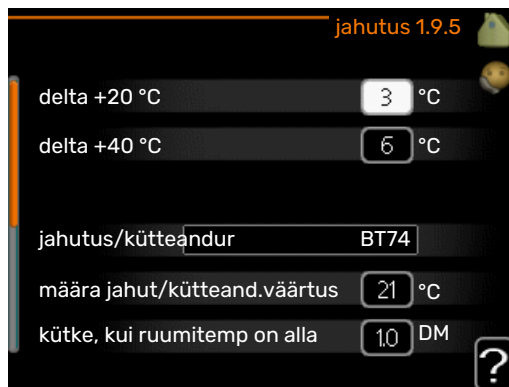 jahutus 1.9.5
delta +20 °C 3 °C
delta +40 °C 6 °C
jahutus/kütteandur BT74
määra jahut/kütteand.väärtus 21 °C
kütke, kui ruumitemp on alla 1.0 DM
?